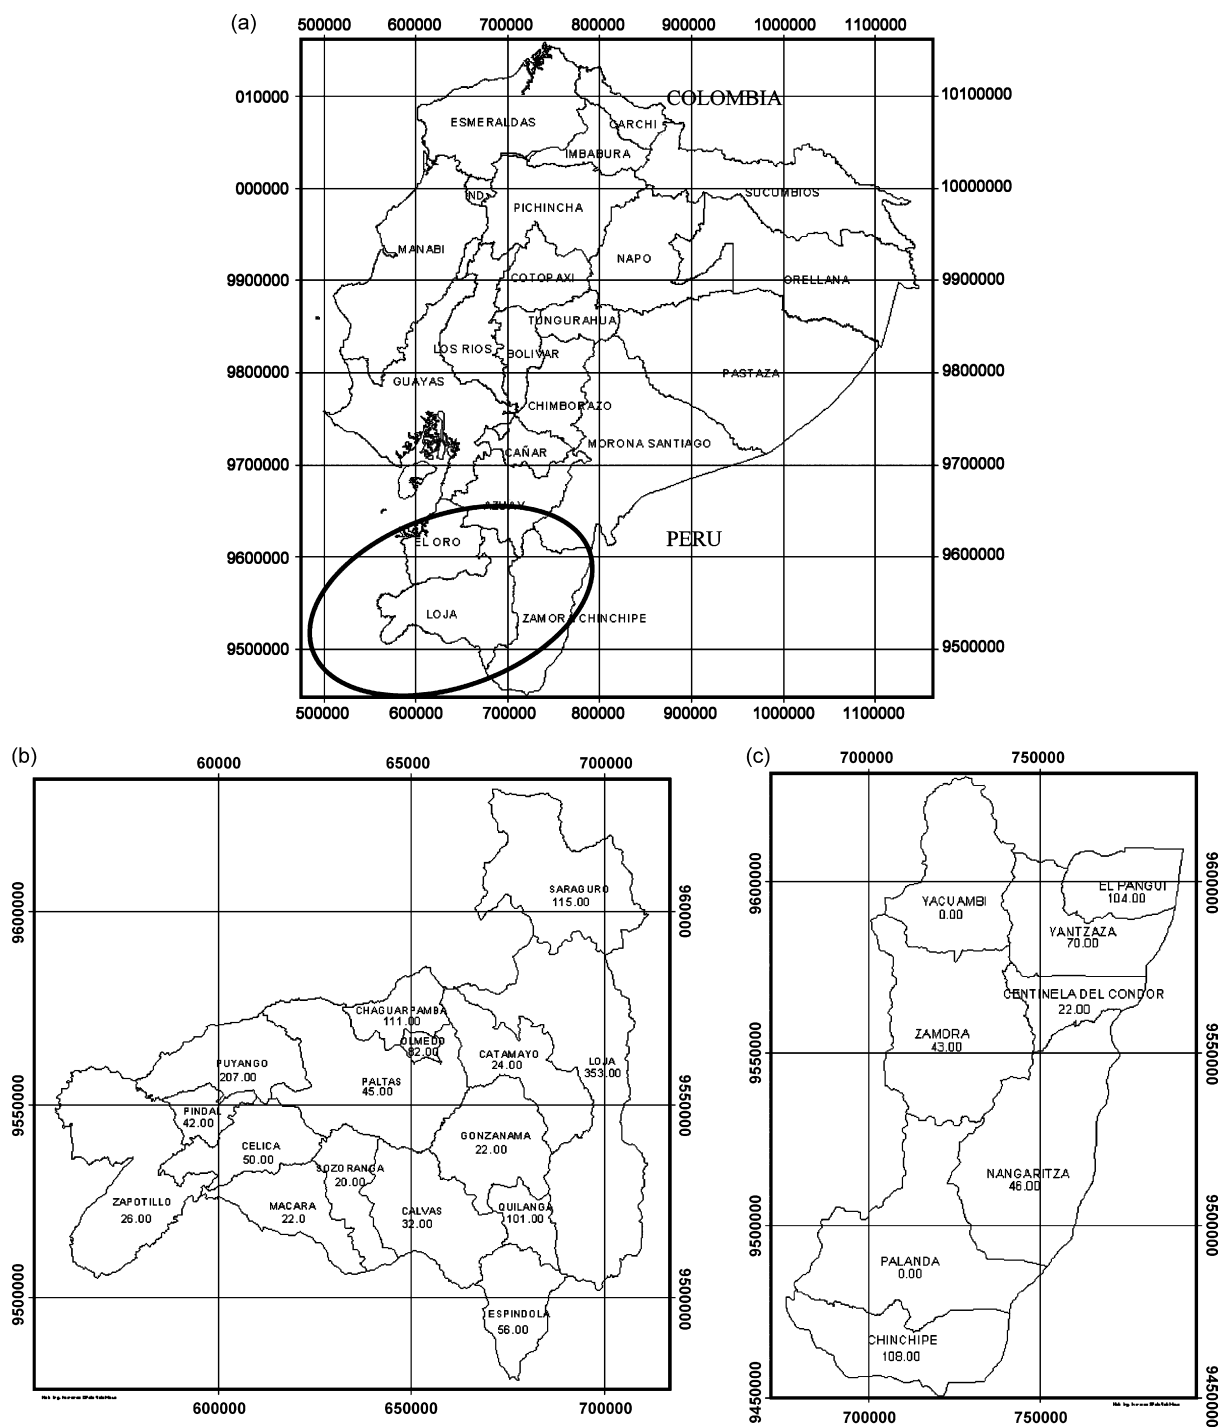 (a)
500000 600000 700000 800000 900000 1000000 1100000
010000
COLOMBIA
10100000
ESMERALDAS
CARCHI
IMBABURA
000000
IND
SUCUMBIOS
10000000
PICHINCHA
MANABI
NAPO
9900000
COTOPAXI
ORELLANA
9900000
TUNGURAHUA
LOS RIOS
BOLIVAR
9800000
GUAYAS
PASTAZA
9800000
CHIMBORAZO
CAÑAR
MORONA SANTIAGO
9700000
9700000
AZUAY
EL ORO
PERU
9600000
9600000
LOJA
ZAMORA CHINCHIPE
9500000
9500000
500000 600000 700000 800000 900000 1000000 1100000
(b)
60000 65000 700000
SARAGURO
115.00
9600000
9600000
CHAGUARPAMBA
111.00
OLMEDO
82.00
CATAMAYO
24.00
LOJA
353.00
PUYANGO
207.00
PALTAS
45.00
9550000
9550000
PINDAL
42.00
GONZANAMA
22.00
CELICA
50.00
SOZORANGA
20.00
ZAPOTILLO
26.00
MACARA
22.0
CALVAS
32.00
QUILANGA
101.00
9500000
9500000
ESPINDOLA
56.00
600000 650000 700000
(c)
700000 750000
9600000
9600000
EL PANGUI
104.00
YACUAMBI
0.00
YANTZAZA
70.00
CENTINELA DEL CONDOR
22.00
ZAMORA
43.00
9550000
9550000
NANGARITZA
46.00
9500000
9500000
PALANDA
0.00
CHINCHIPE
108.00
9450000
9450000
700000 750000